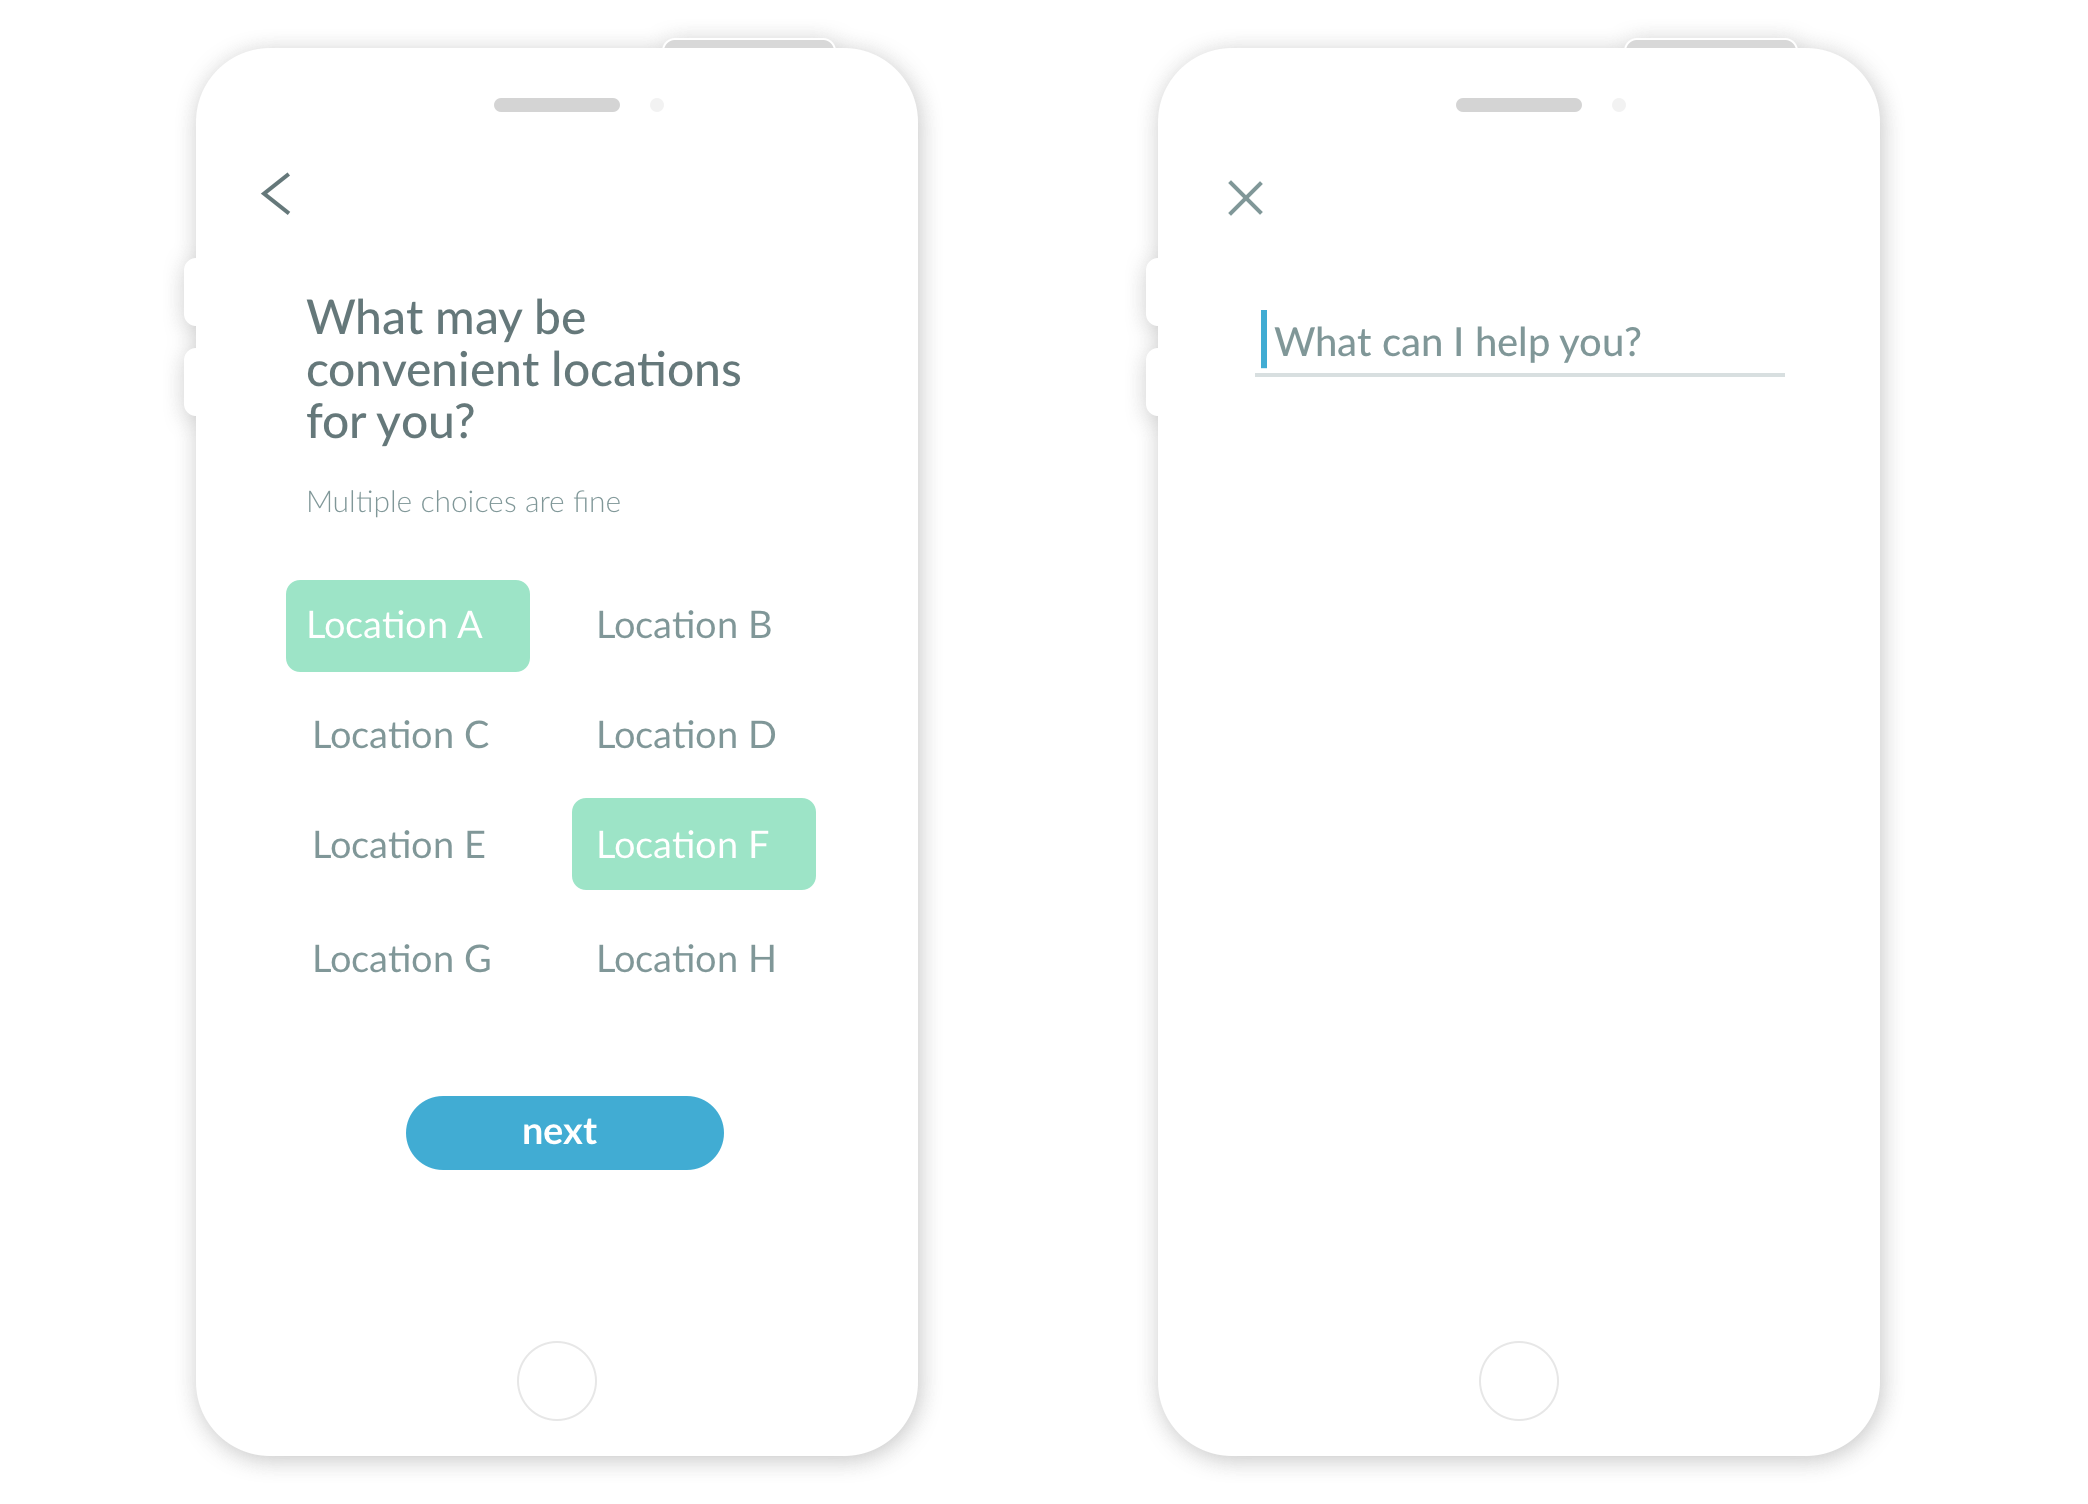 What may be
convenient locations
for you?
Multiple choices are fine
Location A
Location B
Location C
Location D
Location E
Location F
Location G
Location H
next
What can I help you?